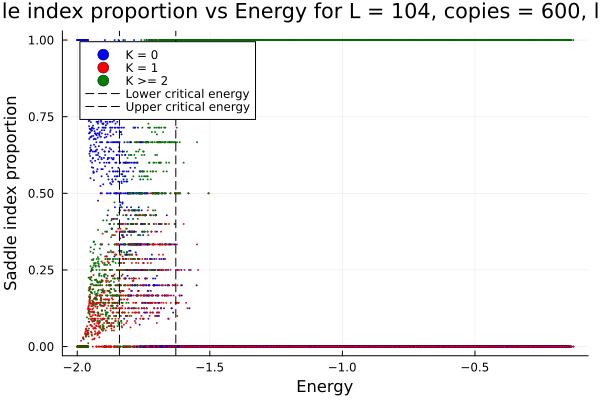 le index proportion vs Energy for L = 104, copies = 600, l
1.00
0.75
0.50
0.25
0.00
Saddle index proportion
K = 0
K = 1
K >= 2
Lower critical energy
Upper critical energy
−2.0
−1.5
−1.0
−0.5
Energy